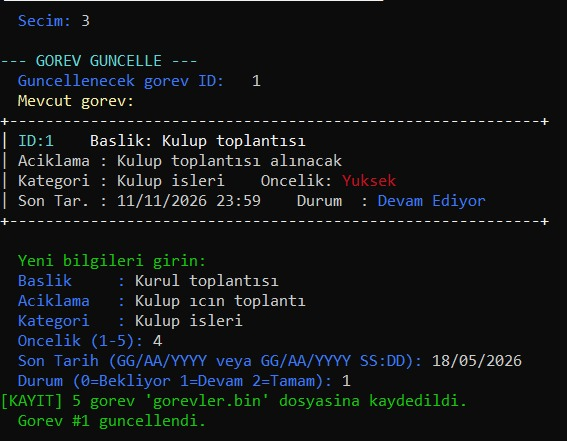 Secim: 3
--- GOREV GUNCELLE ---
Guncellenecek gorev ID: 1
Mevcut gorev:
+-----------------------------------------------------------+
| ID:1 Baslik: Kulup toplantısı
| Aciklama : Kulup toplantısı alınacak
| Kategori : Kulup isleri Oncelik: Yuksek
| Son Tar. : 11/11/2026 23:59 Durum : Devam Ediyor
+-----------------------------------------------------------+
Yeni bilgileri girin:
Baslik : Kurul toplantısı
Aciklama : Kulup ıcın toplantı
Kategori : Kulup isleri
Oncelik (1-5): 4
Son Tarih (GG/AA/YYYY veya GG/AA/YYYY SS:DD): 18/05/2026
Durum (0=Bekliyor 1=Devam 2=Tamam): 1
[KAYIT] 5 gorev 'gorevler.bin' dosyasina kaydedildi.
Gorev #1 guncellendi.